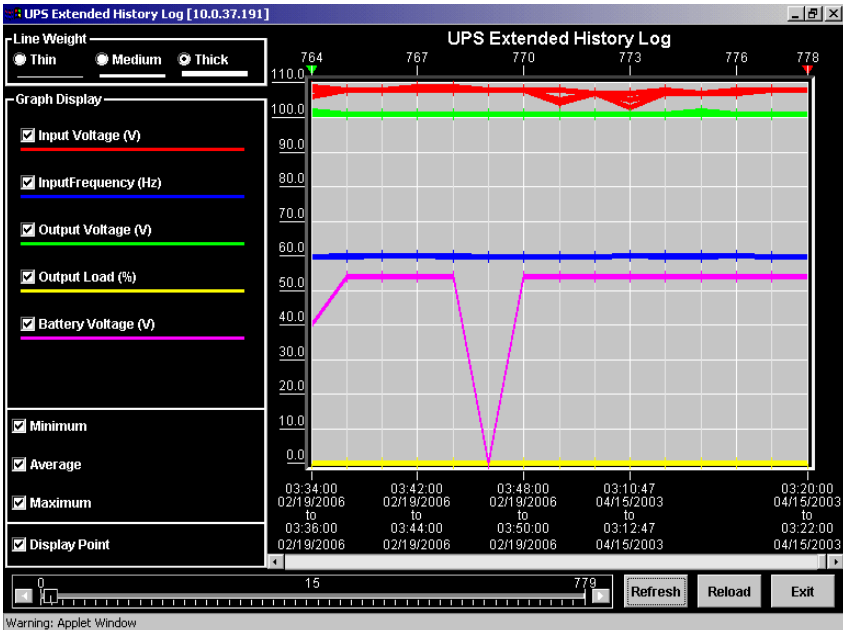 UPS Extended History Log [10.0.37.191]
Line Weight
Thin Medium Thick
Graph Display
Input Voltage (V)
InputFrequency (Hz)
Output Voltage (V)
Output Load (%)
Battery Voltage (V)
Minimum
Average
Maximum
Display Point
UPS Extended History Log
764 767 770 773 776 778
110.0
100.0
90.0
80.0
70.0
60.0
50.0
40.0
30.0
20.0
10.0
0.0
03:34:00 03:42:00 03:48:00 03:10:47 03:20:00
02/19/2006 02/19/2006 02/19/2006 04/15/2003 04/15/2003
to to to to to
03:36:00 03:44:00 03:50:00 03:12:47 03:22:00
02/19/2006 02/19/2006 02/19/2006 04/15/2003 04/15/2003
0 15 779
Refresh Reload Exit
Warning: Applet Window